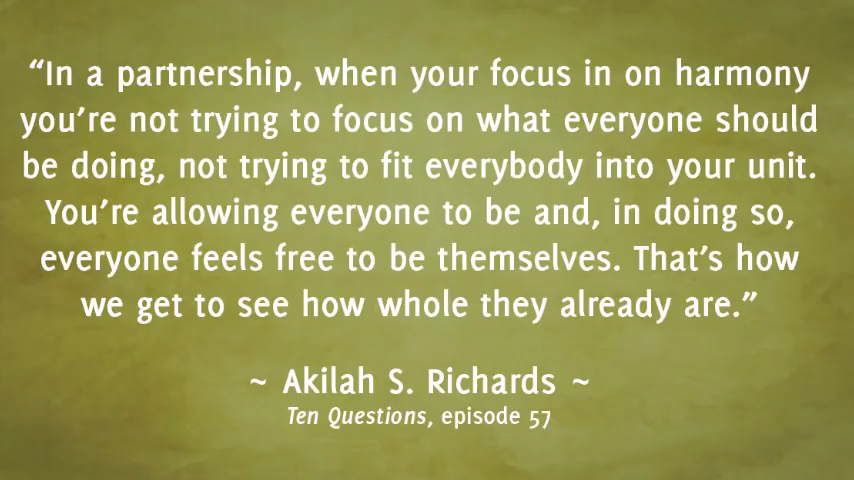 “In a partnership, when your focus in on harmony
you’re not trying to focus on what everyone should
be doing, not trying to fit everybody into your unit.
You’re allowing everyone to be and, in doing so,
everyone feels free to be themselves. That’s how
we get to see how whole they already are.”
~ Akilah S. Richards ~
Ten Questions, episode 57